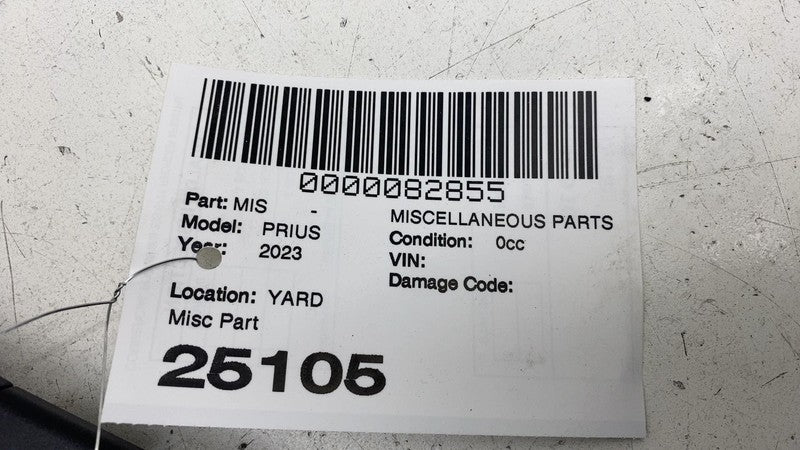 0000082855
Part: MIS - MISCELLANEOUS PARTS
Model: PRIUS Condition: 0cc
Year: 2023 VIN:
Damage Code:
Location: YARD
Misc Part
25105